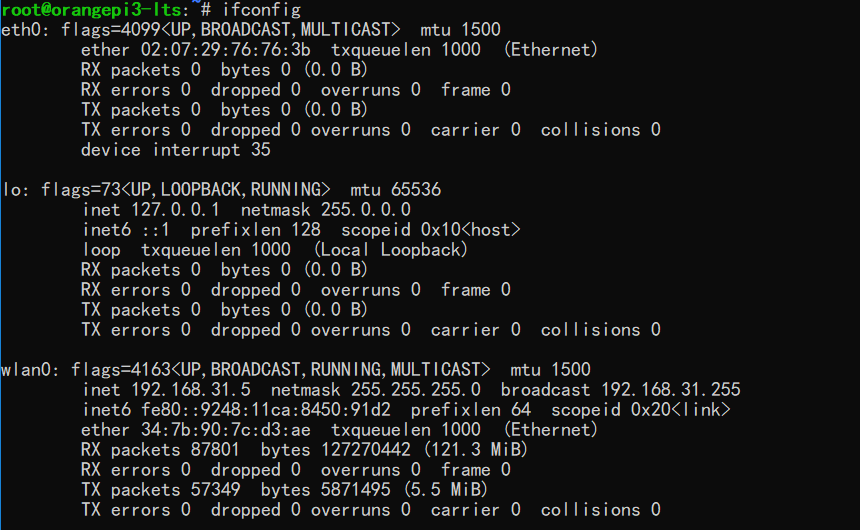 root@orangepi3-lts:~# ifconfig
eth0: flags=4099<UP,BROADCAST,MULTICAST>  mtu 1500
        ether 02:07:29:76:76:3b  txqueuelen 1000  (Ethernet)
        RX packets 0  bytes 0 (0.0 B)
        RX errors 0  dropped 0  overruns 0  frame 0
        TX packets 0  bytes 0 (0.0 B)
        TX errors 0  dropped 0 overruns 0  carrier 0  collisions 0
        device interrupt 35

lo: flags=73<UP,LOOPBACK,RUNNING>  mtu 65536
        inet 127.0.0.1  netmask 255.0.0.0
        inet6 ::1  prefixlen 128  scopeid 0x10<host>
        loop  txqueuelen 1000  (Local Loopback)
        RX packets 0  bytes 0 (0.0 B)
        RX errors 0  dropped 0  overruns 0  frame 0
        TX packets 0  bytes 0 (0.0 B)
        TX errors 0  dropped 0 overruns 0  carrier 0  collisions 0

wlan0: flags=4163<UP,BROADCAST,RUNNING,MULTICAST>  mtu 1500
        inet 192.168.31.5  netmask 255.255.255.0  broadcast 192.168.31.255
        inet6 fe80::9248:11ca:8450:91d2  prefixlen 64  scopeid 0x20<link>
        ether 34:7b:90:7c:d3:ae  txqueuelen 1000  (Ethernet)
        RX packets 87801  bytes 127270442 (121.3 MiB)
        RX errors 0  dropped 0  overruns 0  frame 0
        TX packets 57349  bytes 5871495 (5.5 MiB)
        TX errors 0  dropped 0 overruns 0  carrier 0  collisions 0